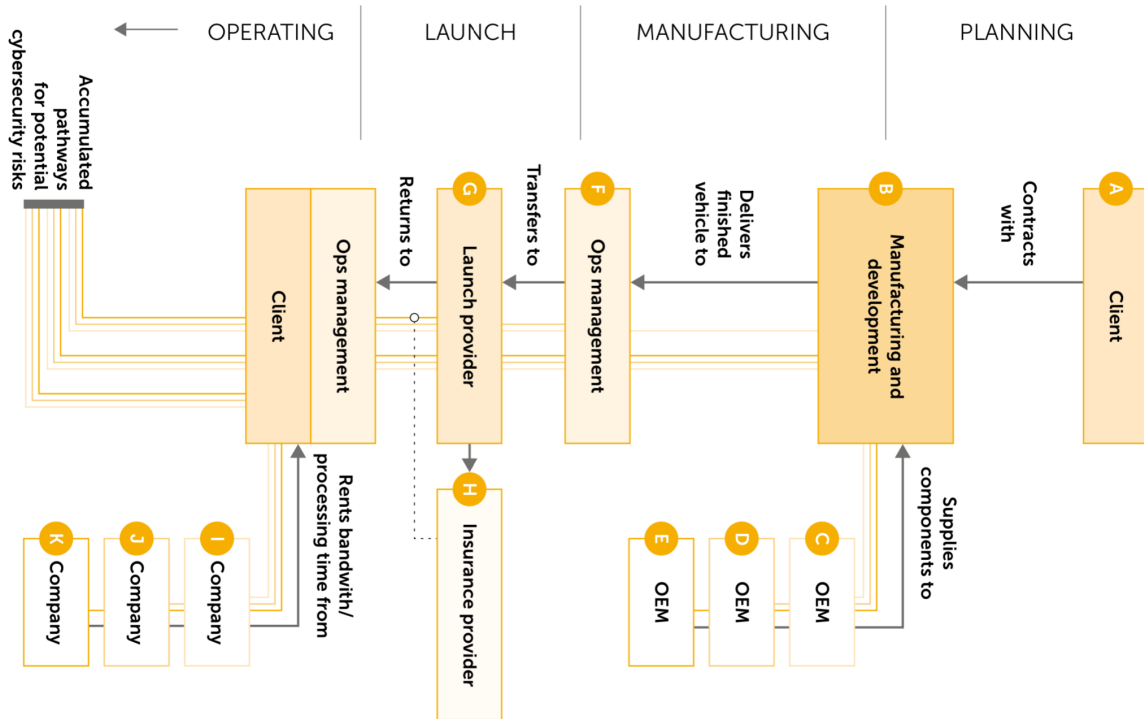 OPERATING
LAUNCH
MANUFACTURING
PLANNING
A
Client
Contracts
with
B
Manufacturing and
development
Supplies
components to
C
OEM
D
OEM
E
OEM
Delivers
finished
vehicle to
F
Ops management
Transfers to
G
Launch provider
H
Insurance provider
Returns to
Ops management
Client
Rents bandwith/
processing time from
I
Company
J
Company
K
Company
Accumulated
pathways
for potential
cybersecurity risks